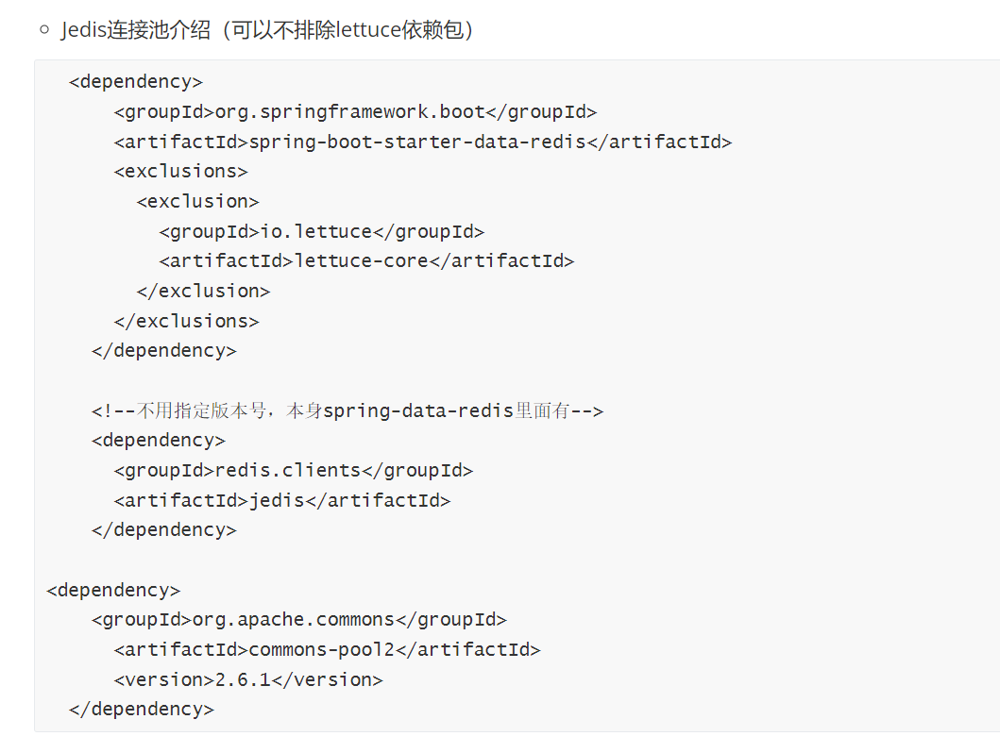 Jedis连接池介绍（可以不排除lettuce依赖包）
<dependency>
<groupId>org.springframework.boot</groupId>
<artifactId>spring-boot-starter-data-redis</artifactId>
<exclusions>
<exclusion>
<groupId>io.lettuce</groupId>
<artifactId>lettuce-core</artifactId>
</exclusion>
</exclusions>
</dependency>
<!--不用指定版本号，本身spring-data-redis里面有-->
<dependency>
<groupId>redis.clients</groupId>
<artifactId>jedis</artifactId>
</dependency>
<dependency>
<groupId>org.apache.commons</groupId>
<artifactId>commons-pool2</artifactId>
<version>2.6.1</version>
</dependency>